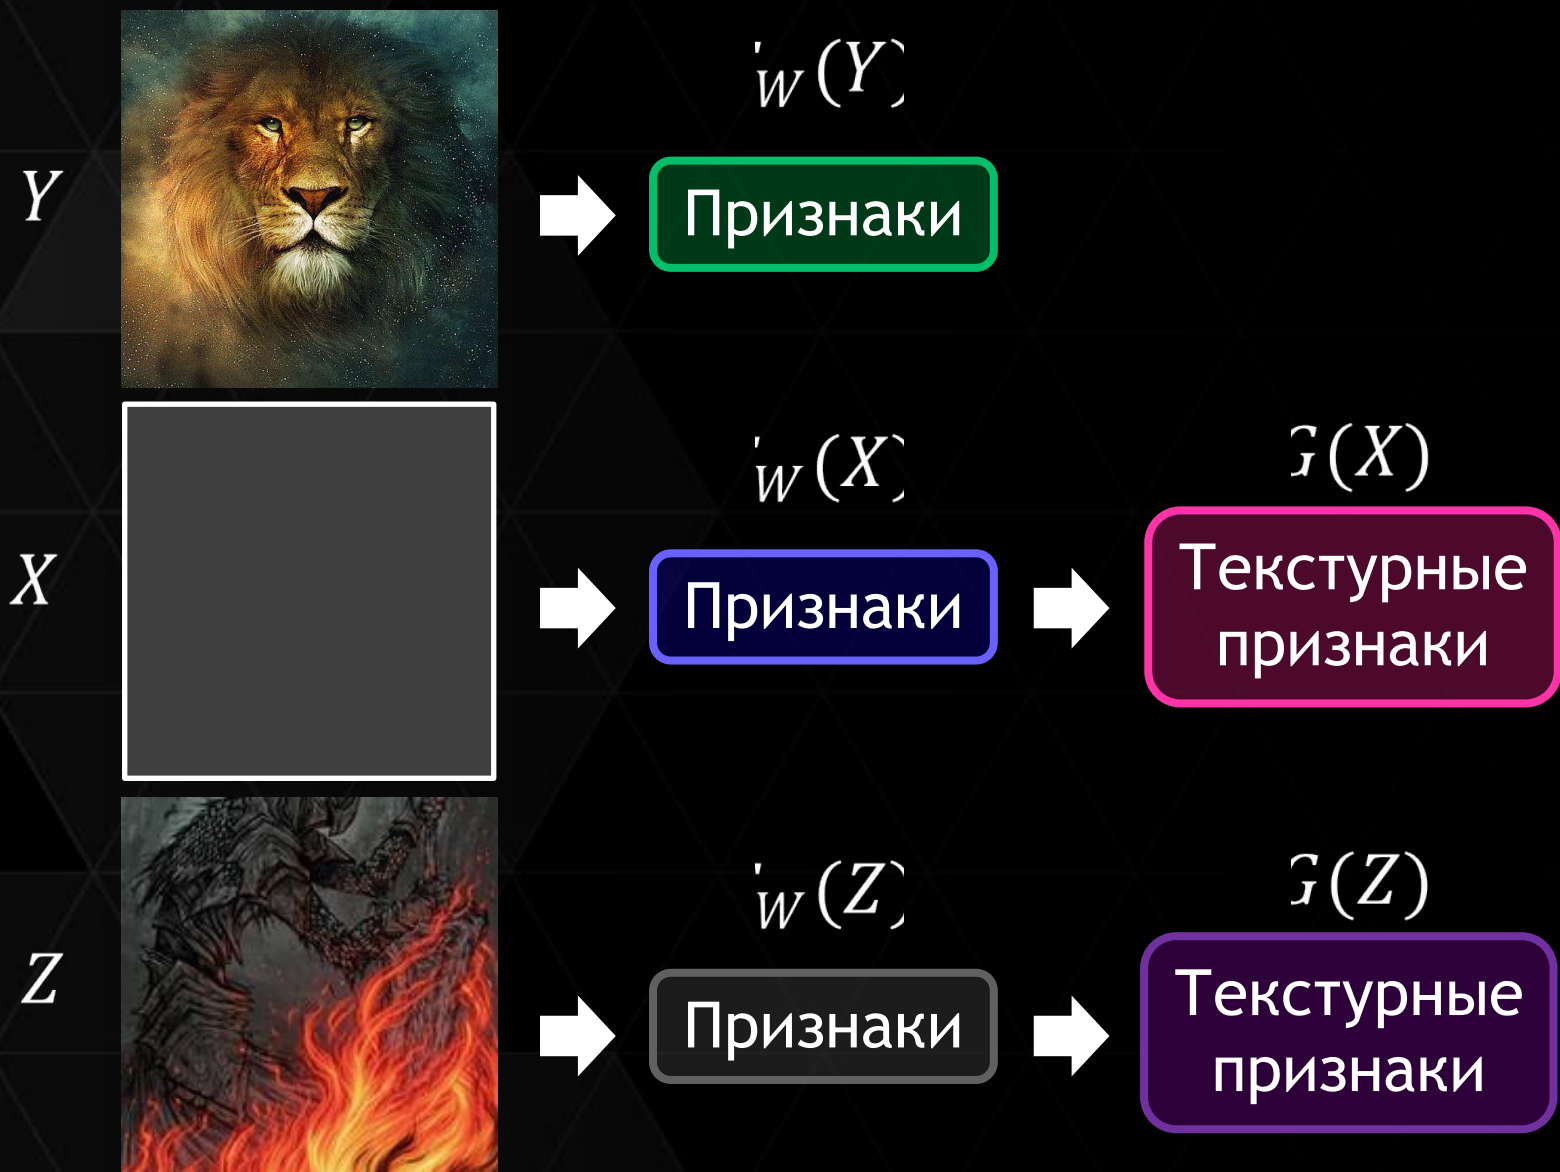 Y
W(Y)
Признаки
X
W(X)
G(X)
Признаки
Текстурные
признаки
Z
W(Z)
G(Z)
Признаки
Текстурные
признаки